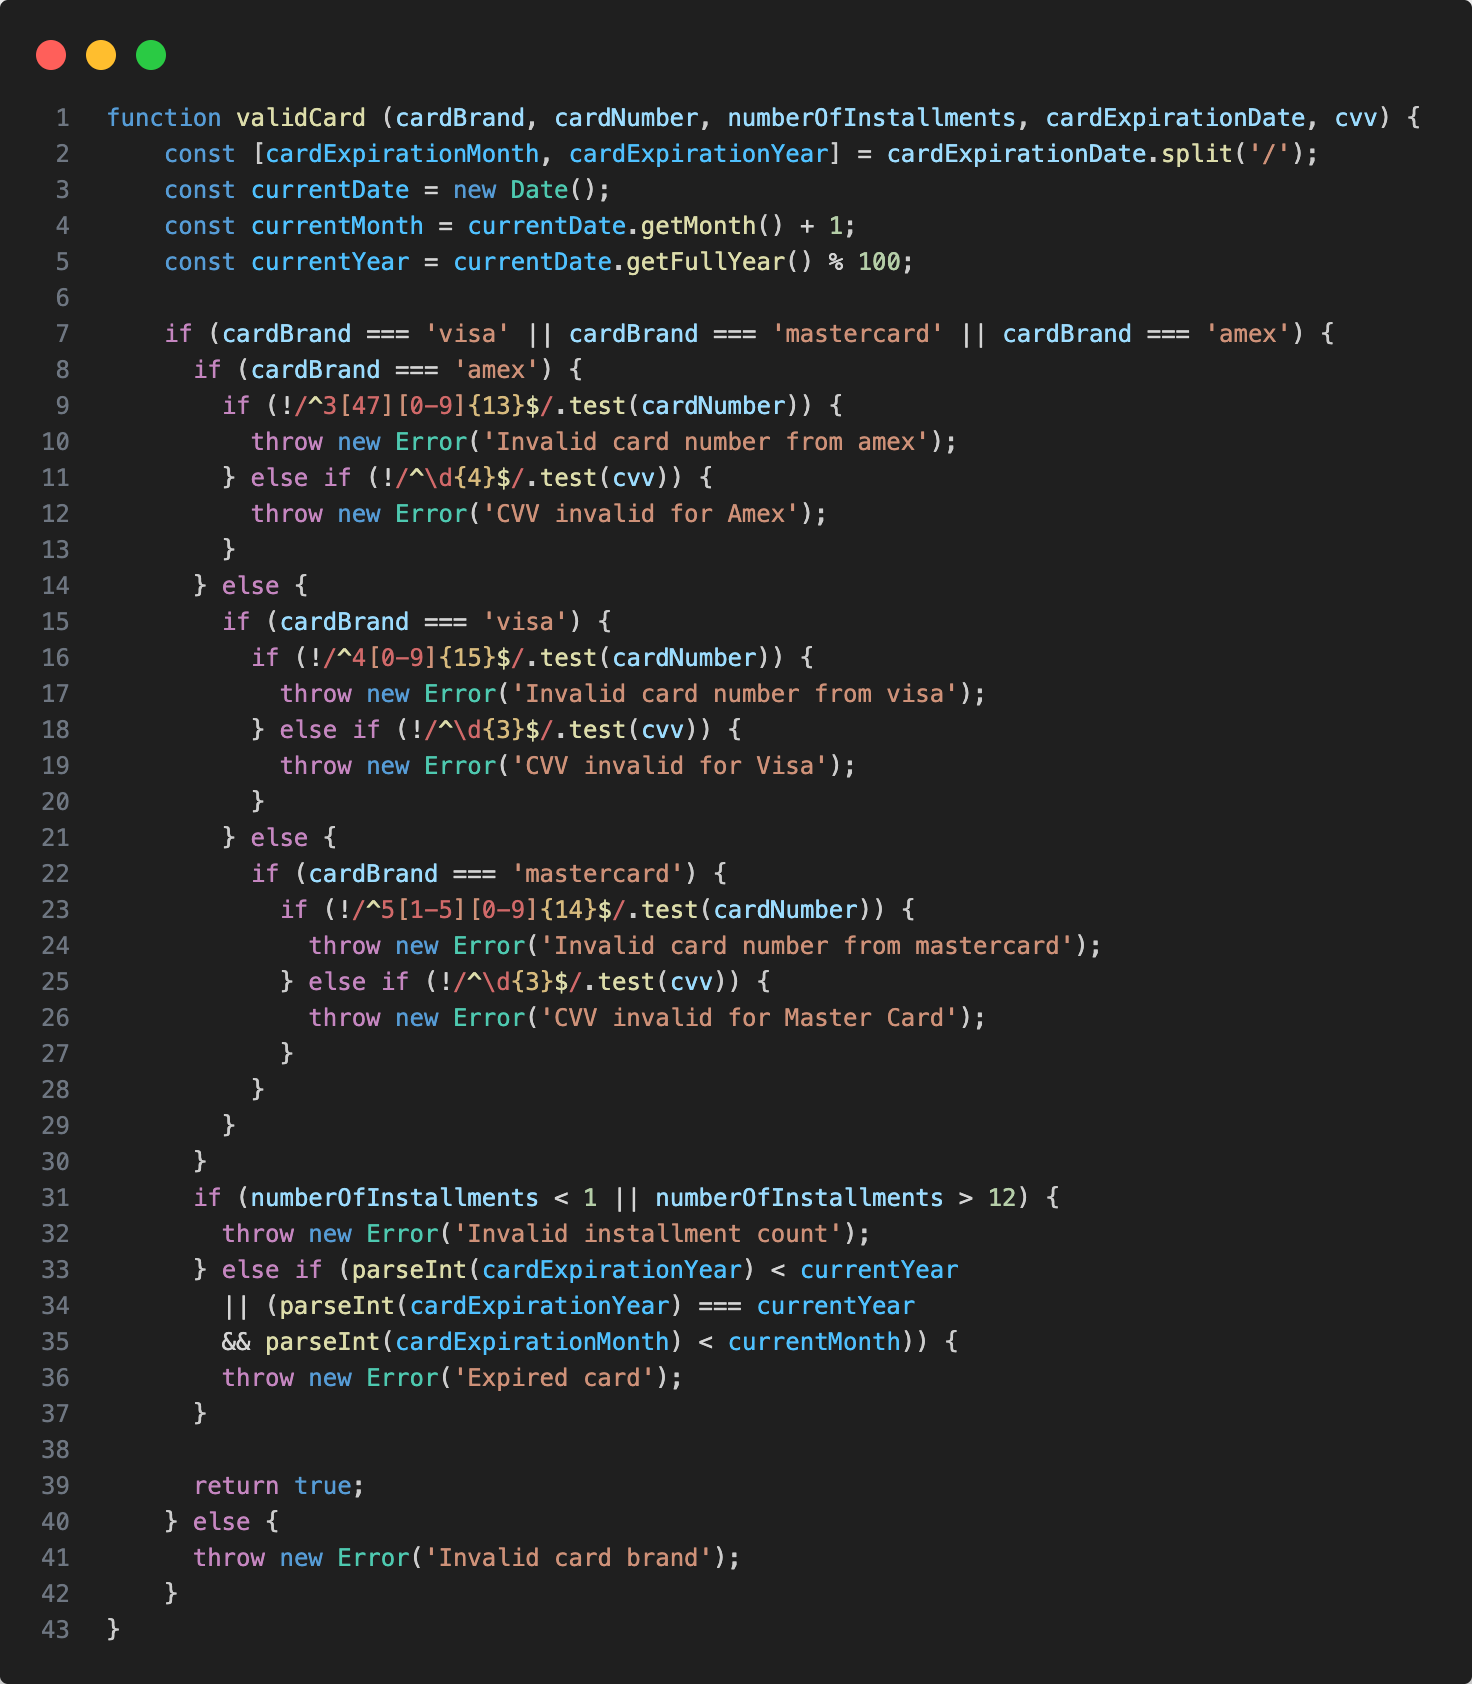 1 function validCard (cardBrand, cardNumber, numberOfInstallments, cardExpirationDate, cvv) {
2     const [cardExpirationMonth, cardExpirationYear] = cardExpirationDate.split('/');
3     const currentDate = new Date();
4     const currentMonth = currentDate.getMonth() + 1;
5     const currentYear = currentDate.getFullYear() % 100;
6
7     if (cardBrand === 'visa' || cardBrand === 'mastercard' || cardBrand === 'amex') {
8       if (cardBrand === 'amex') {
9         if (!/^3[47][0-9]{13}$/.test(cardNumber)) {
10           throw new Error('Invalid card number from amex');
11         } else if (!/^\d{4}$/.test(cvv)) {
12           throw new Error('CVV invalid for Amex');
13         }
14       } else {
15         if (cardBrand === 'visa') {
16           if (!/^4[0-9]{15}$/.test(cardNumber)) {
17             throw new Error('Invalid card number from visa');
18           } else if (!/^\d{3}$/.test(cvv)) {
19             throw new Error('CVV invalid for Visa');
20           }
21         } else {
22           if (cardBrand === 'mastercard') {
23             if (!/^5[1-5][0-9]{14}$/.test(cardNumber)) {
24               throw new Error('Invalid card number from mastercard');
25             } else if (!/^\d{3}$/.test(cvv)) {
26               throw new Error('CVV invalid for Master Card');
27             }
28           }
29         }
30       }
31       if (numberOfInstallments < 1 || numberOfInstallments > 12) {
32         throw new Error('Invalid installment count');
33       } else if (parseInt(cardExpirationYear) < currentYear
34         || (parseInt(cardExpirationYear) === currentYear
35         && parseInt(cardExpirationMonth) < currentMonth)) {
36         throw new Error('Expired card');
37       }
38
39       return true;
40     } else {
41       throw new Error('Invalid card brand');
42     }
43 }